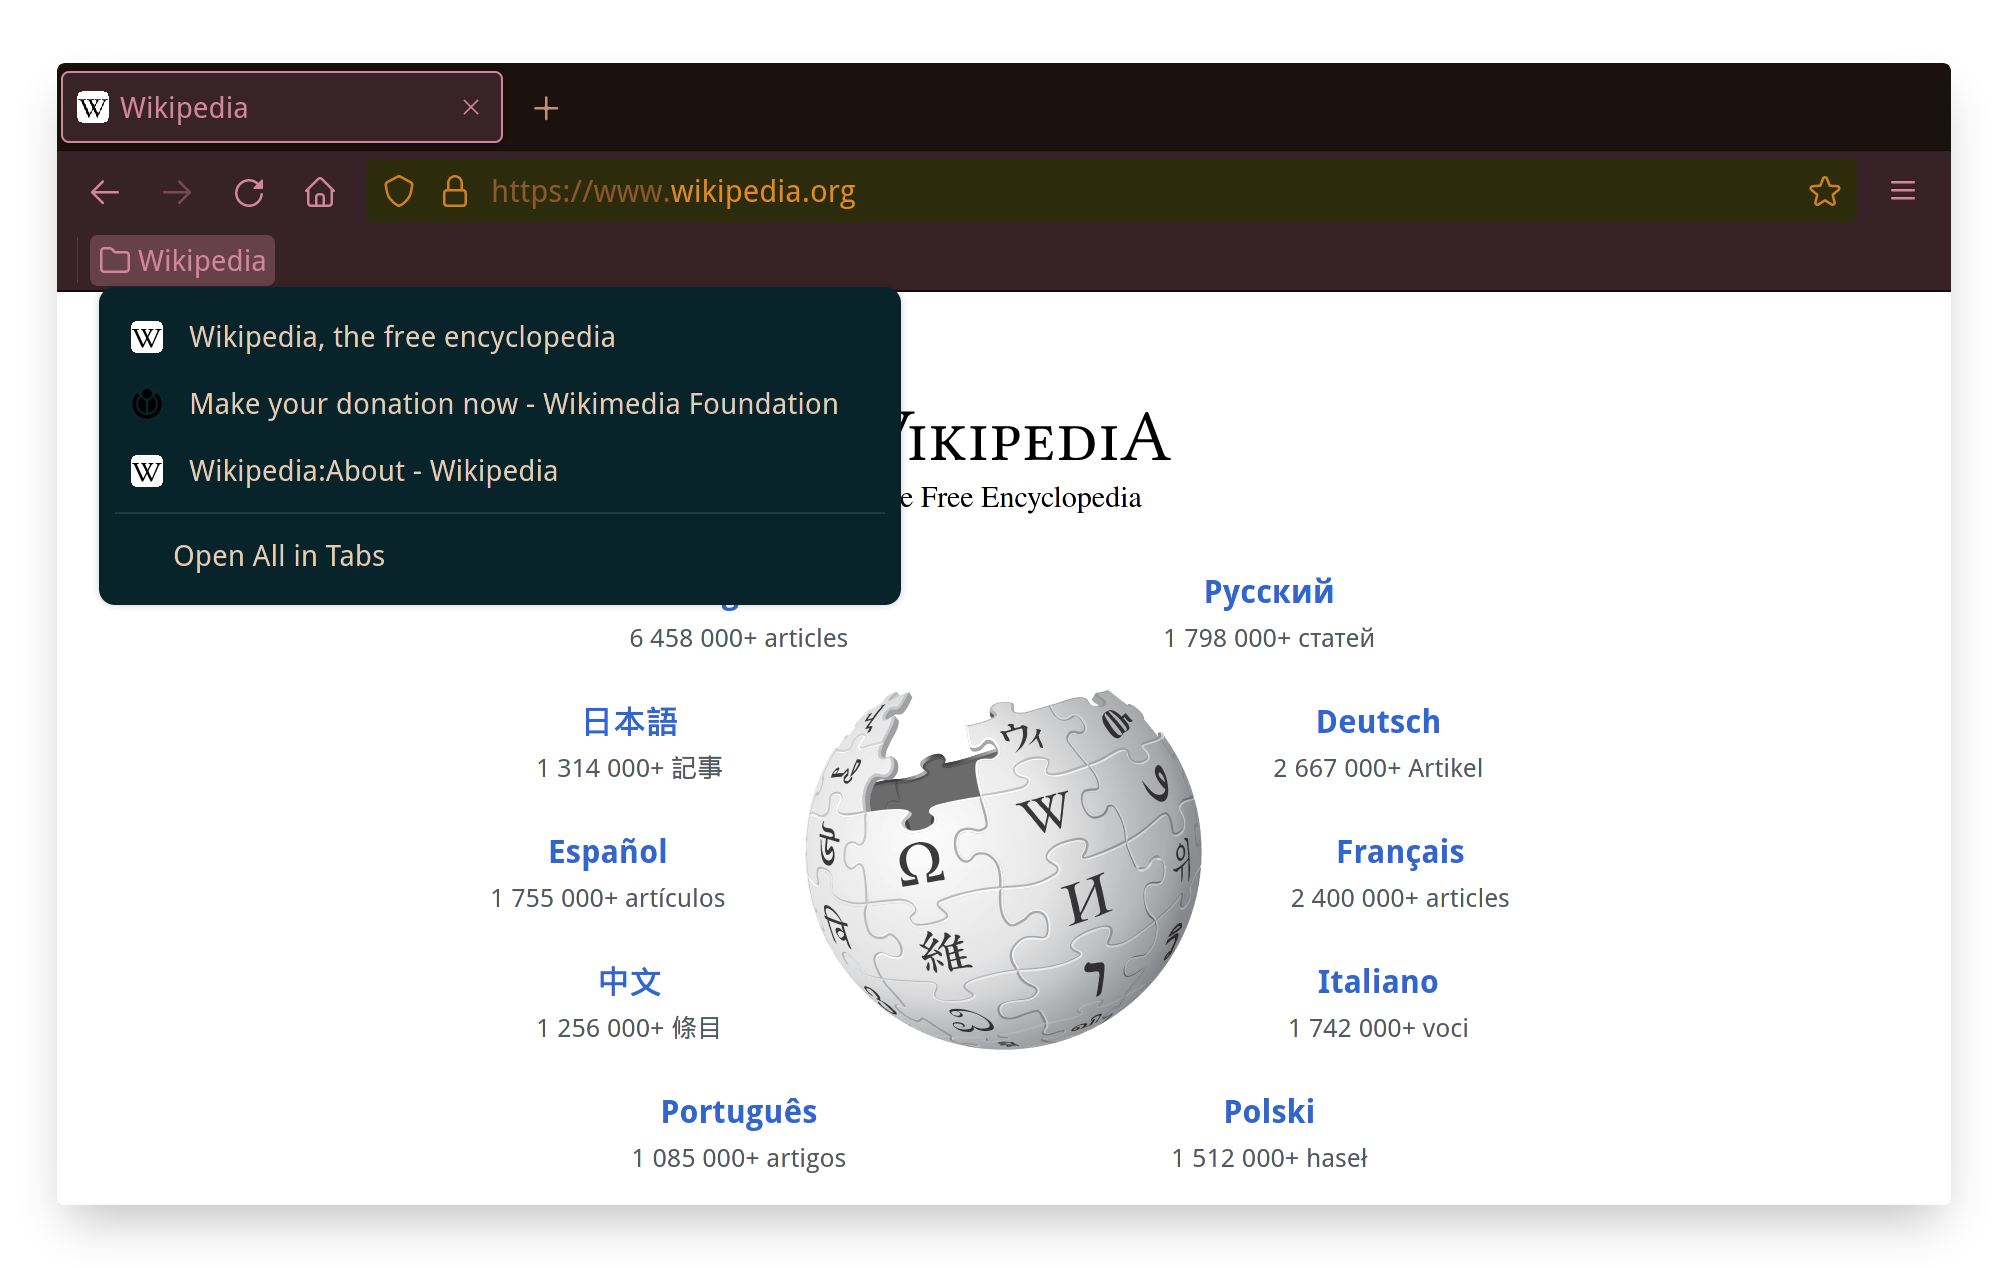 Wikipedia
https://www.wikipedia.org
Wikipedia
Wikipedia, the free encyclopedia
Make your donation now - Wikimedia Foundation
Wikipedia:About - Wikipedia
Open All in Tabs
WIKIPEDIA
Free Encyclopedia
6 458 000+ articles
Русский
1 798 000+ статей
日本語
1 314 000+ 記事
Deutsch
2 667 000+ Artikel
Español
1 755 000+ artículos
Français
2 400 000+ articles
中文
1 256 000+ 條目
Italiano
1 742 000+ voci
Português
1 085 000+ artigos
Polski
1 512 000+ haseł
W
Ω
И
維
ウィ